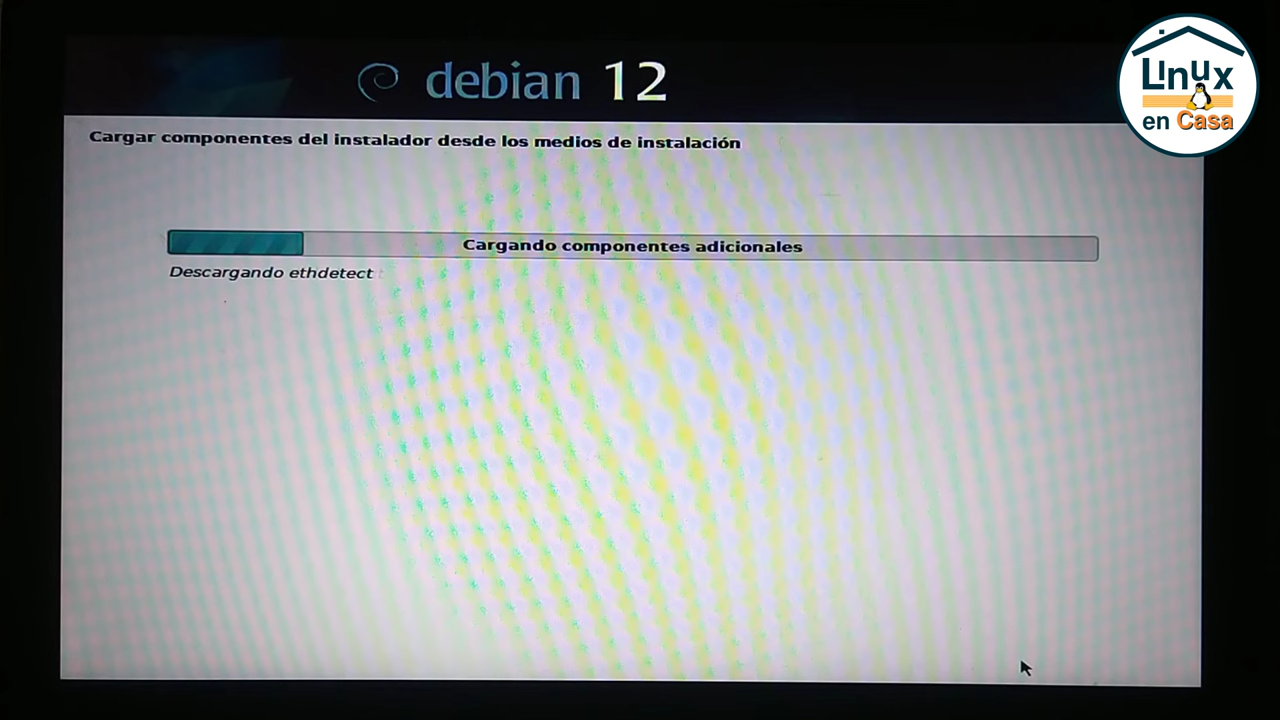 debian 12
Linux
en Casa
Cargar componentes del instalador desde los medios de instalación
Cargando componentes adicionales
Descargando ethdetect